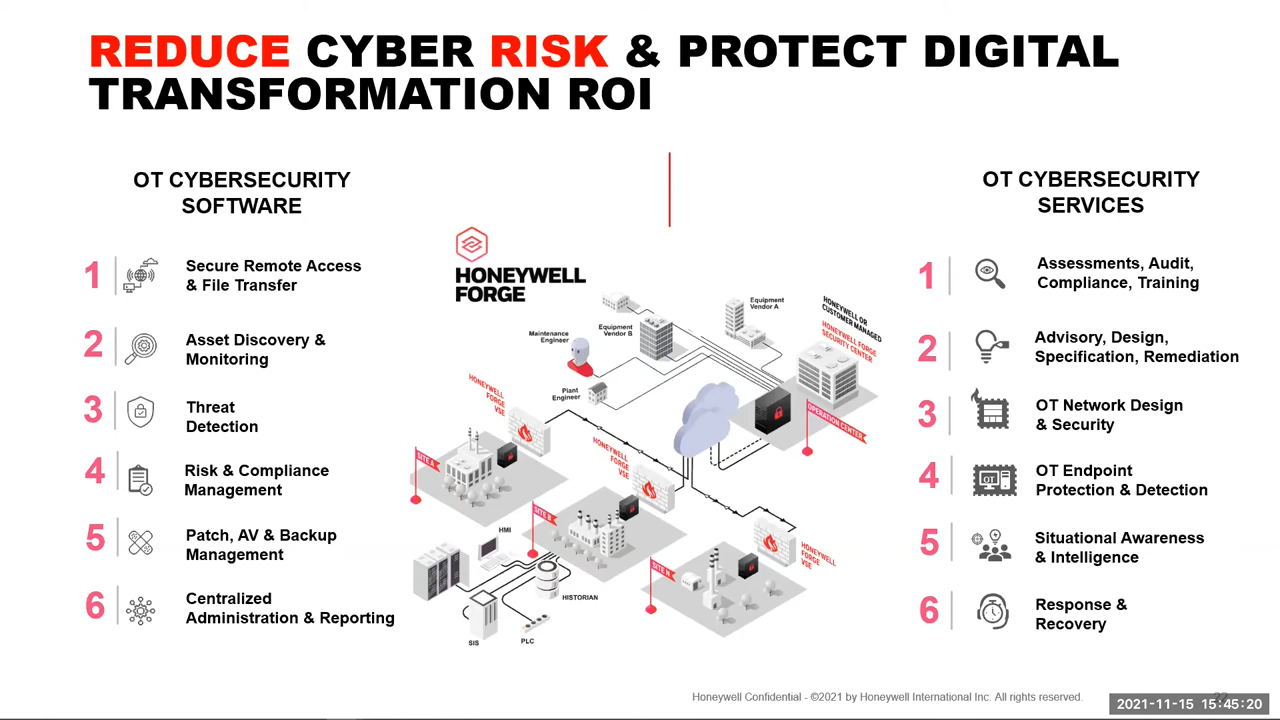 REDUCE CYBER RISK & PROTECT DIGITAL
TRANSFORMATION ROI
OT CYBERSECURITY
SOFTWARE
1
Secure Remote Access
& File Transfer
2
Asset Discovery &
Monitoring
3
Threat
Detection
4
Risk & Compliance
Management
5
Patch, AV & Backup
Management
6
Centralized
Administration & Reporting
HONEYWELL
FORGE
Equipment
Vendor A
Equipment
Vendor B
Maintenance
Engineer
Plant
Engineer
HONEYWELL OR
CUSTOMER MANAGED
HONEYWELL FORGE
SECURITY CENTER
OPERATION CENTER
HONEYWELL
FORGE
VSE
SITE A
HONEYWELL
FORGE
VSE
SITE B
HONEYWELL
FORGE
VSE
SITE N
HMI
HISTORIAN
SIS
PLC
OT CYBERSECURITY
SERVICES
1
Assessments, Audit,
Compliance, Training
2
Advisory, Design,
Specification, Remediation
3
OT Network Design
& Security
4
OT
OT Endpoint
Protection & Detection
5
Situational Awareness
& Intelligence
6
Response &
Recovery
Honeywell Confidential - ©2021 by Honeywell International Inc. All rights reserved.
2021-11-15 15:45:20